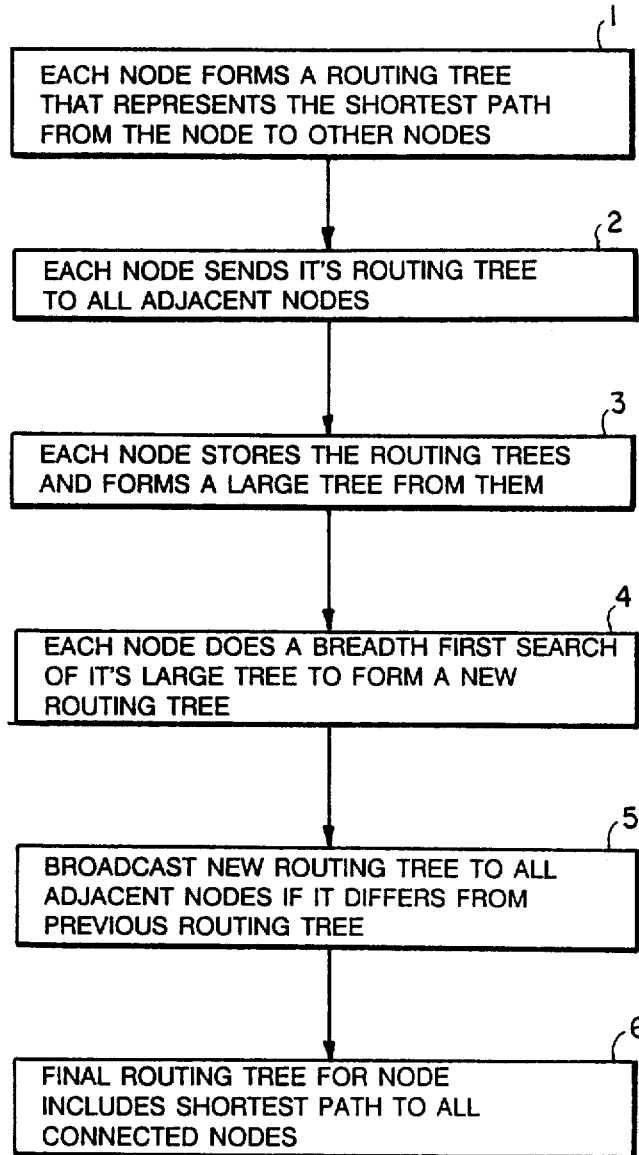 1
EACH NODE FORMS A ROUTING TREE
THAT REPRESENTS THE SHORTEST PATH
FROM THE NODE TO OTHER NODES
2
EACH NODE SENDS IT'S ROUTING TREE
TO ALL ADJACENT NODES
3
EACH NODE STORES THE ROUTING TREES
AND FORMS A LARGE TREE FROM THEM
4
EACH NODE DOES A BREADTH FIRST SEARCH
OF IT'S LARGE TREE TO FORM A NEW
ROUTING TREE
5
BROADCAST NEW ROUTING TREE TO ALL
ADJACENT NODES IF IT DIFFERS FROM
PREVIOUS ROUTING TREE
6
FINAL ROUTING TREE FOR NODE
INCLUDES SHORTEST PATH TO ALL
CONNECTED NODES